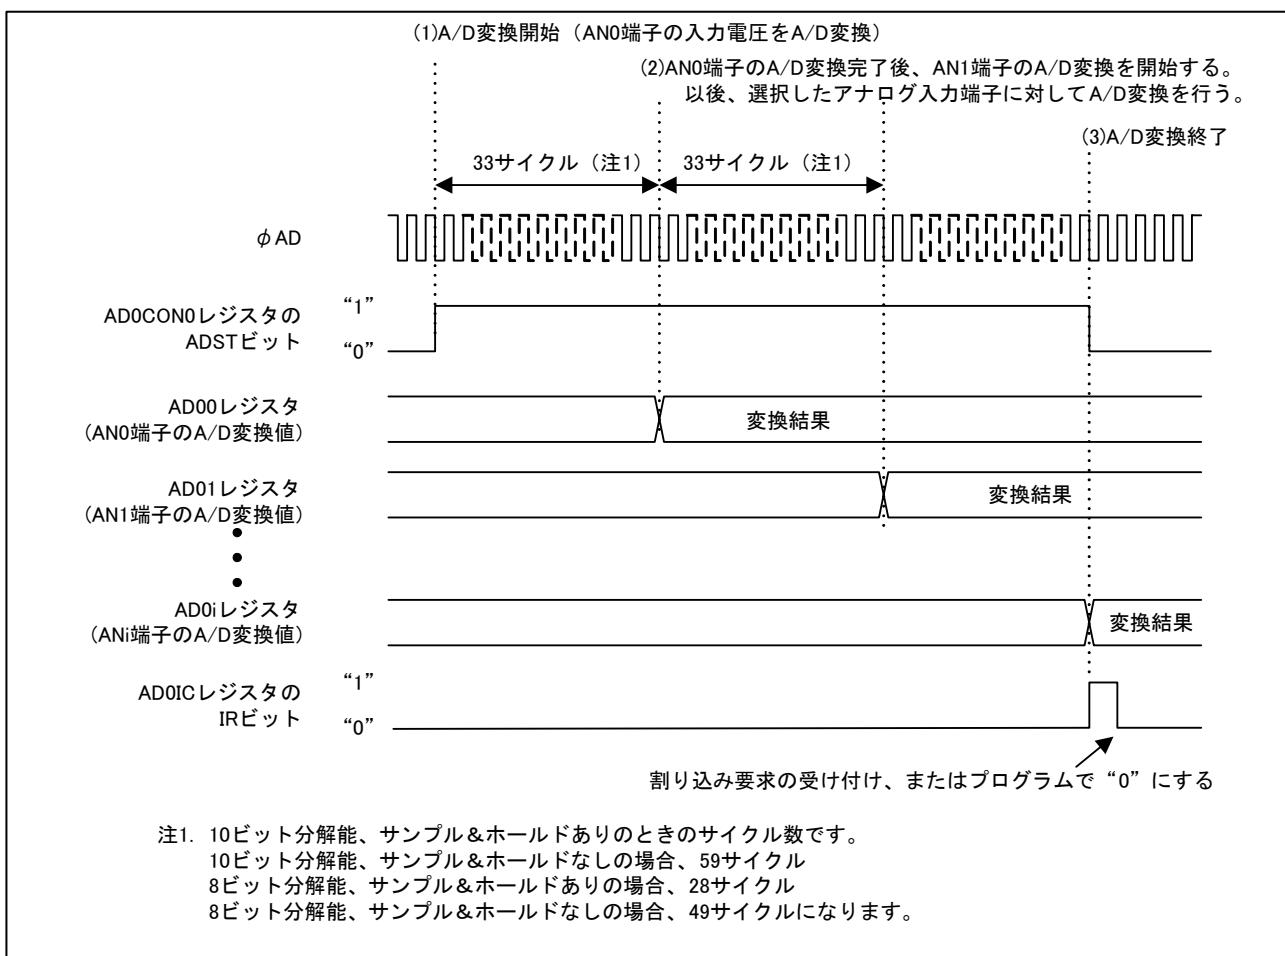 (1)A/D変換開始（AN0端子の入力電圧をA/D変換）
(2)AN0端子のA/D変換完了後、AN1端子のA/D変換を開始する。
以後、選択したアナログ入力端子に対してA/D変換を行う。
(3)A/D変換終了
33サイクル（注1）
33サイクル（注1）
φAD
AD0CON0レジスタの
ADSTビット
“1”
“0”
AD00レジスタ
(AN0端子のA/D変換値)
変換結果
AD01レジスタ
(AN1端子のA/D変換値)
変換結果
AD0iレジスタ
(ANi端子のA/D変換値)
変換結果
AD0ICレジスタの
IRビット
“1”
“0”
割り込み要求の受け付け、またはプログラムで“0”にする
注1. 10ビット分解能、サンプル＆ホールドありのときのサイクル数です。
10ビット分解能、サンプル＆ホールドなしの場合、59サイクル
8ビット分解能、サンプル＆ホールドありの場合、28サイクル
8ビット分解能、サンプル＆ホールドなしの場合、49サイクルになります。